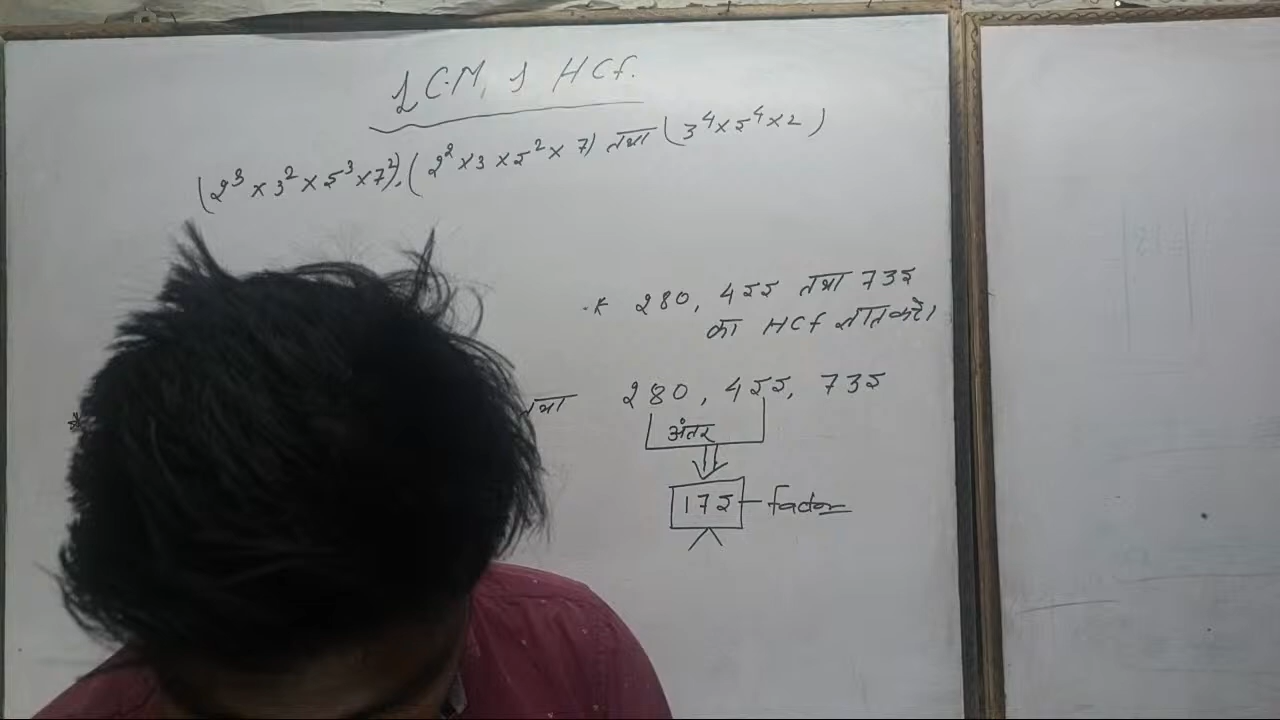 LCM, & HCF.
(2³ × 3² × 5³ × 7²), (2² × 3 × 5² × 7) तथा (3⁴ × 5⁴ × 2)
* 280, 455 तथा 735
का HCF ज्ञात करें।
* तथा
280, 455, 735
अंतर
175 - factor